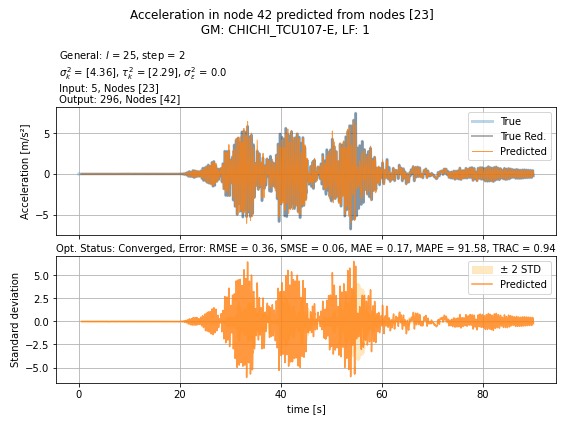 Acceleration in node 42 predicted from nodes [23]
GM: CHICHI_TCU107-E, LF: 1
General: l = 25, step = 2
σ²ₖ = [4.36], τ²ₖ = [2.29], σ²ε = 0.0
Input: 5, Nodes [23]
Output: 296, Nodes [42]
Acceleration [m/s²]
5
0
−5
True
True Red.
Predicted
Opt. Status: Converged, Error: RMSE = 0.36, SMSE = 0.06, MAE = 0.17, MAPE = 91.58, TRAC = 0.94
Standard deviation
5.0
2.5
0.0
−2.5
−5.0
± 2 STD
Predicted
0 20 40 60 80
time [s]